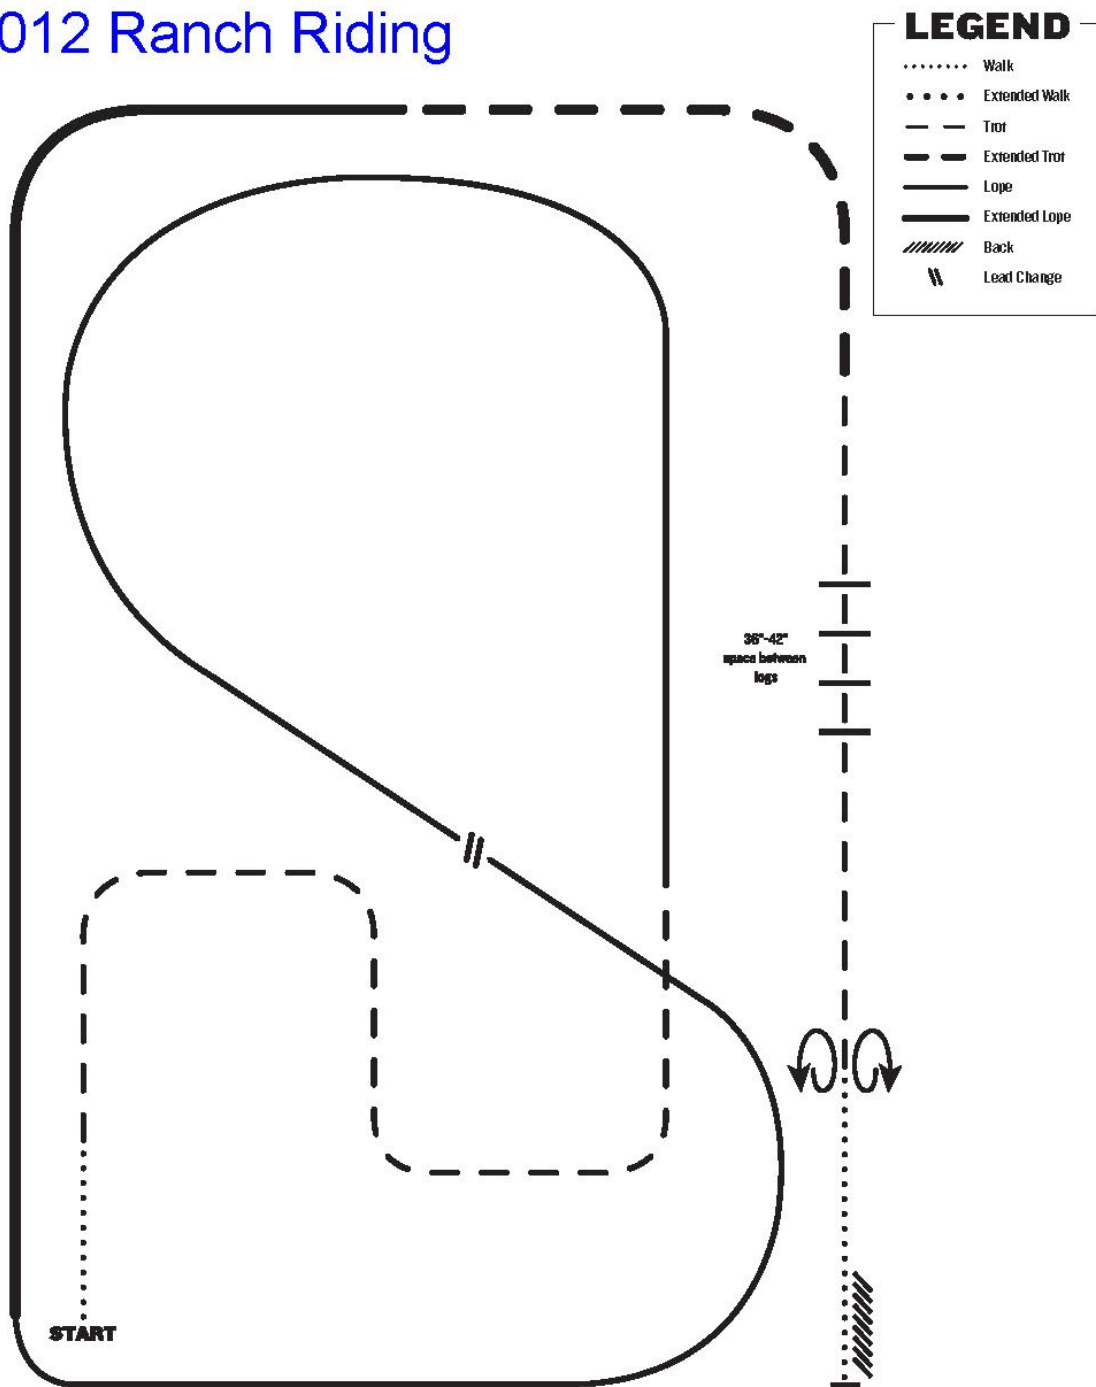 012 Ranch Riding
LEGEND
Walk
Extended Walk
Trot
Extended Trot
Lope
Extended Lope
Back
Lead Change
36"-42"
space between
logs
START